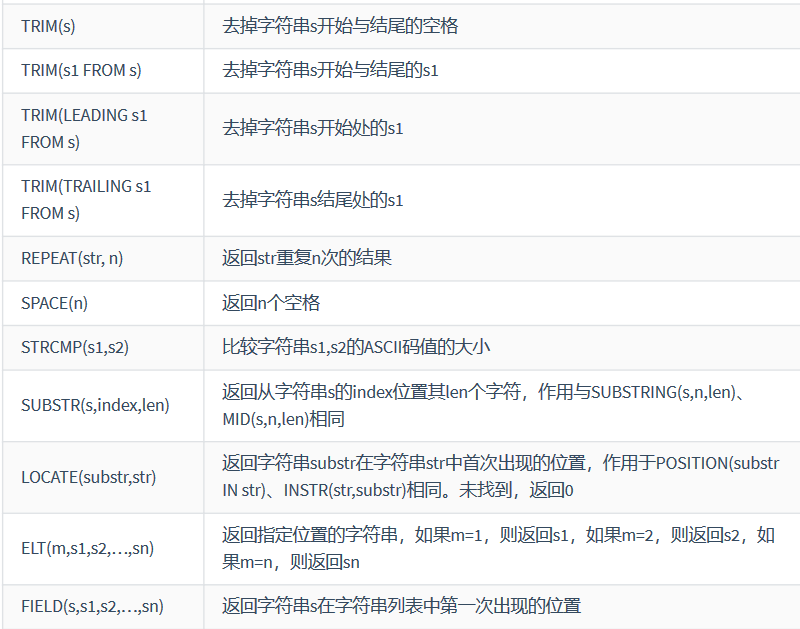 TRIM(s)
去掉字符串s开始与结尾的空格
TRIM(s1 FROM s)
去掉字符串s开始与结尾的s1
TRIM(LEADING s1
FROM s)
去掉字符串s开始处的s1
TRIM(TRAILING s1
FROM s)
去掉字符串s结尾处的s1
REPEAT(str, n)
返回str重复n次的结果
SPACE(n)
返回n个空格
STRCMP(s1,s2)
比较字符串s1,s2的ASCII码值的大小
SUBSTR(s,index,len)
返回从字符串s的index位置其len个字符，作用与SUBSTRING(s,n,len)、
MID(s,n,len)相同
LOCATE(substr,str)
返回字符串substr在字符串str中首次出现的位置，作用于POSITION(substr
IN str)、INSTR(str,substr)相同。未找到，返回0
ELT(m,s1,s2,…,sn)
返回指定位置的字符串，如果m=1，则返回s1，如果m=2，则返回s2，如
果m=n，则返回sn
FIELD(s,s1,s2,…,sn)
返回字符串s在字符串列表中第一次出现的位置